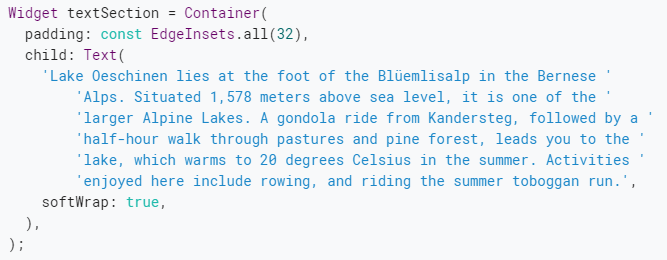 Widget textSection = Container(
  padding: const EdgeInsets.all(32),
  child: Text(
    'Lake Oeschinen lies at the foot of the Blüemlisalp in the Bernese '
        'Alps. Situated 1,578 meters above sea level, it is one of the '
        'larger Alpine Lakes. A gondola ride from Kandersteg, followed by a '
        'half-hour walk through pastures and pine forest, leads you to the '
        'lake, which warms to 20 degrees Celsius in the summer. Activities '
        'enjoyed here include rowing, and riding the summer toboggan run.',
    softWrap: true,
  ),
);